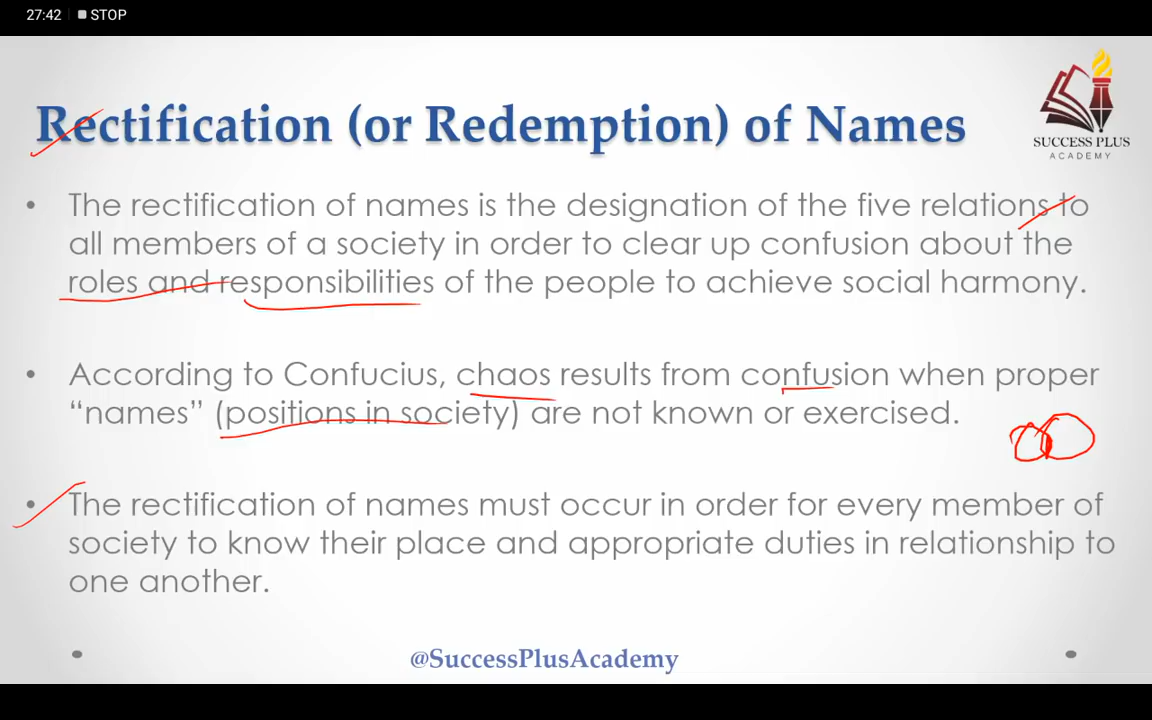 27:42 STOP
Rectification (or Redemption) of Names
SUCCESS PLUS
ACADEMY
• The rectification of names is the designation of the five relations to
all members of a society in order to clear up confusion about the
roles and responsibilities of the people to achieve social harmony.
• According to Confucius, chaos results from confusion when proper
“names” (positions in society) are not known or exercised.
• The rectification of names must occur in order for every member of
society to know their place and appropriate duties in relationship to
one another.
@SuccessPlusAcademy